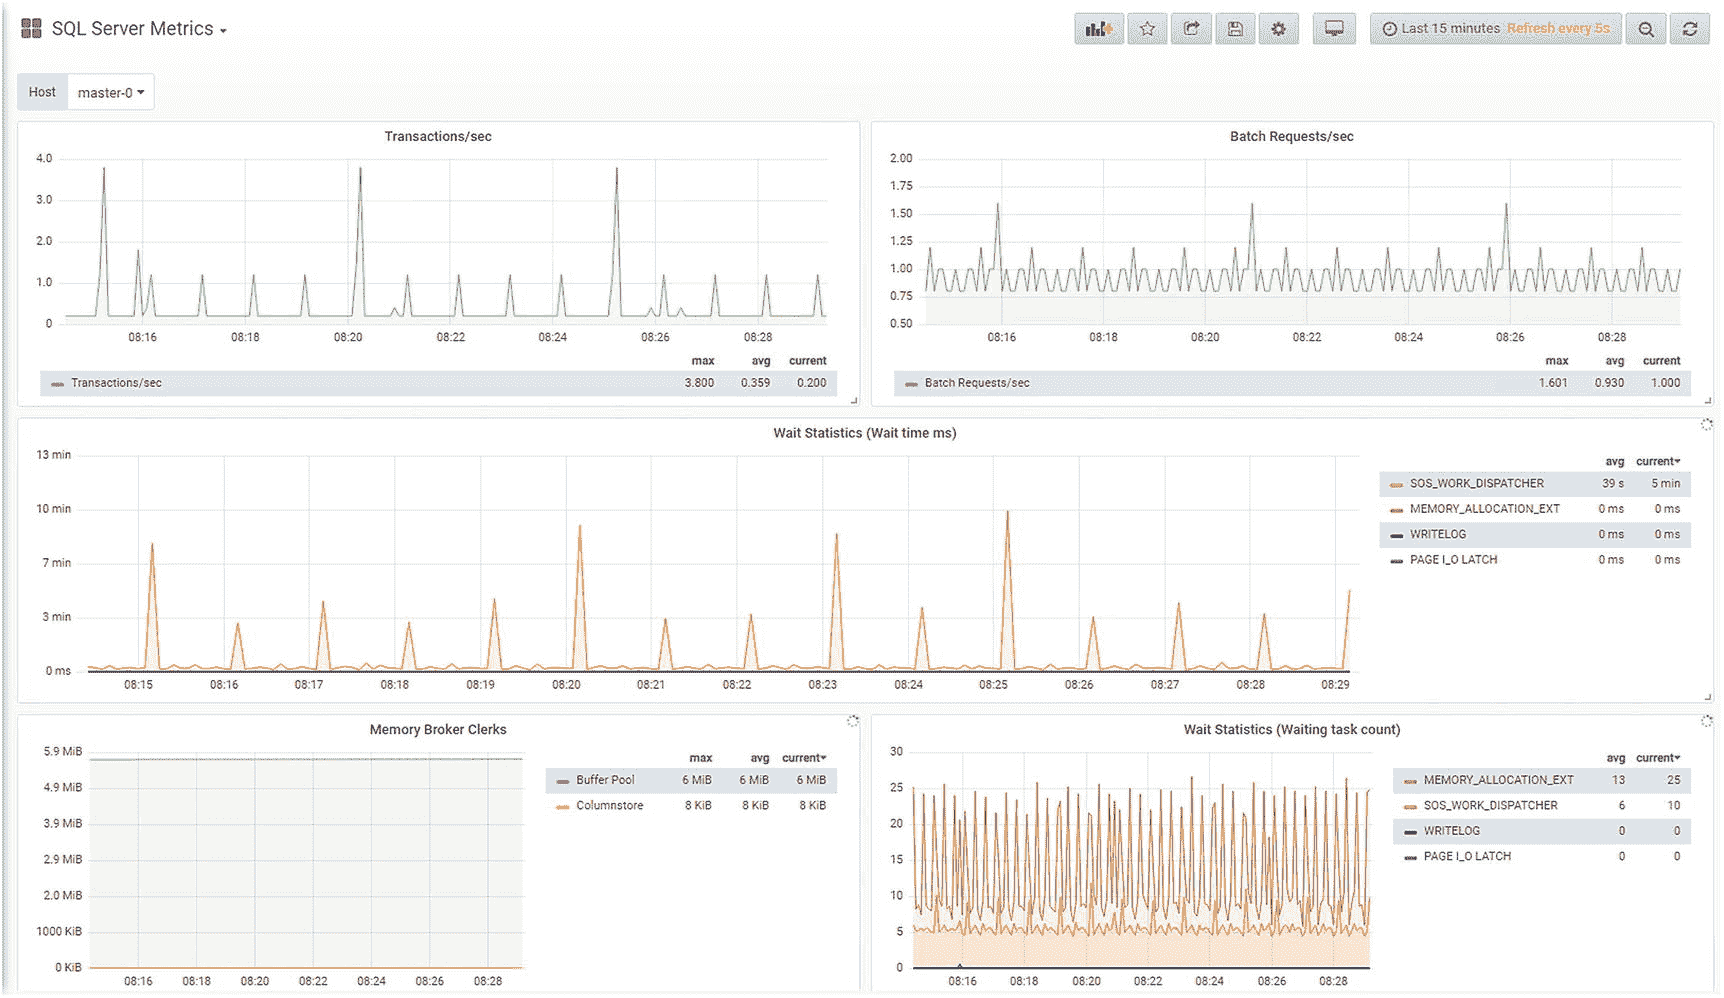 SQL Server Metrics
Last 15 minutes Refresh every 5s
Host master-0
Transactions/sec
4.0
3.0
2.0
1.0
0
08:16 08:18 08:20 08:22 08:24 08:26 08:28
max avg current
Transactions/sec 3.800 0.359 0.200
Batch Requests/sec
2.00
1.75
1.50
1.25
1.00
0.75
0.50
08:16 08:18 08:20 08:22 08:24 08:26 08:28
max avg current
Batch Requests/sec 1.601 0.930 1.000
Wait Statistics (Wait time ms)
13 min
10 min
7 min
3 min
0 ms
08:15 08:16 08:17 08:18 08:19 08:20 08:21 08:22 08:23 08:24 08:25 08:26 08:27 08:28 08:29
avg current
SOS_WORK_DISPATCHER 39 s 5 min
MEMORY_ALLOCATION_EXT 0 ms 0 ms
WRITELOG 0 ms 0 ms
PAGE I_O LATCH 0 ms 0 ms
Memory Broker Clerks
5.9 MiB
4.9 MiB
3.9 MiB
2.9 MiB
2.0 MiB
1000 KiB
0 KiB
08:16 08:18 08:20 08:22 08:24 08:26 08:28
max avg current
Buffer Pool 6 MiB 6 MiB 6 MiB
Columnstore 8 KiB 8 KiB 8 KiB
Wait Statistics (Waiting task count)
30
25
20
15
10
5
0
08:16 08:18 08:20 08:22 08:24 08:26 08:28
avg current
MEMORY_ALLOCATION_EXT 13 25
SOS_WORK_DISPATCHER 6 10
WRITELOG 0 0
PAGE I_O LATCH 0 0